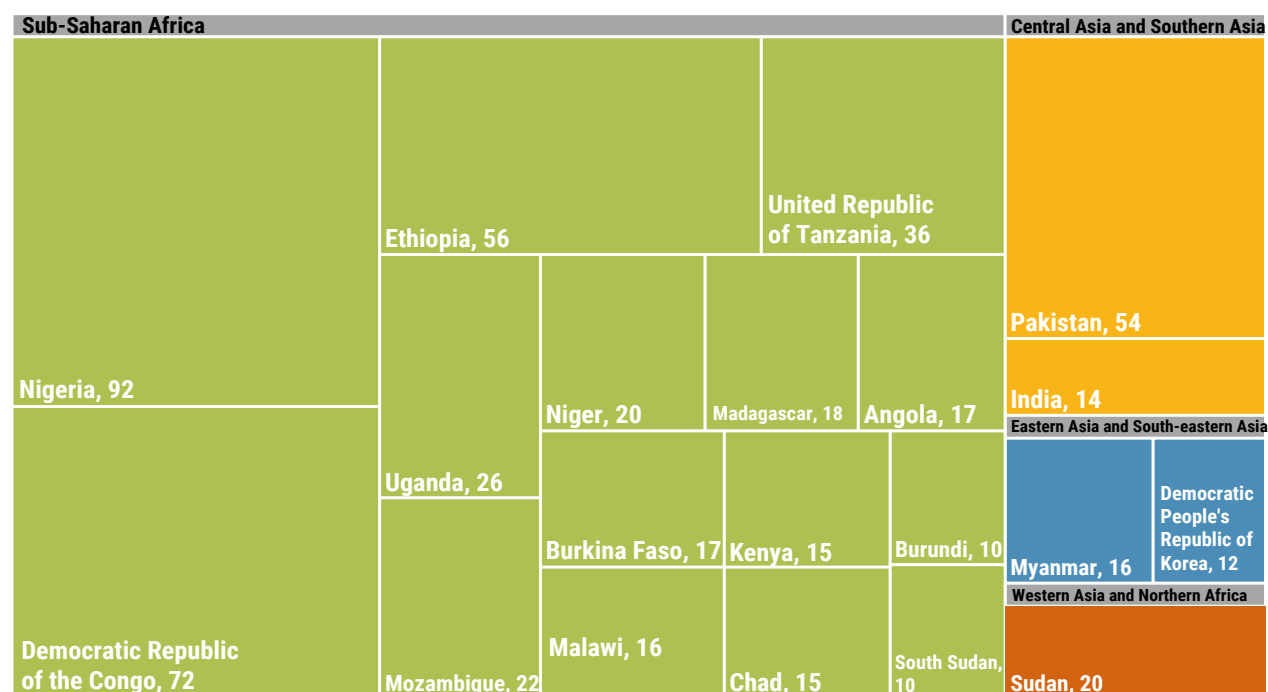 Sub-Saharan Africa
Nigeria, 92
Democratic Republic
of the Congo, 72
Ethiopia, 56
United Republic
of Tanzania, 36
Uganda, 26
Mozambique, 22
Niger, 20
Madagascar, 18
Angola, 17
Burkina Faso, 17
Kenya, 15
Burundi, 10
Malawi, 16
Chad, 15
South Sudan,
10
Central Asia and Southern Asia
Pakistan, 54
India, 14
Eastern Asia and South-eastern Asia
Myanmar, 16
Democratic
People's
Republic of
Korea, 12
Western Asia and Northern Africa
Sudan, 20